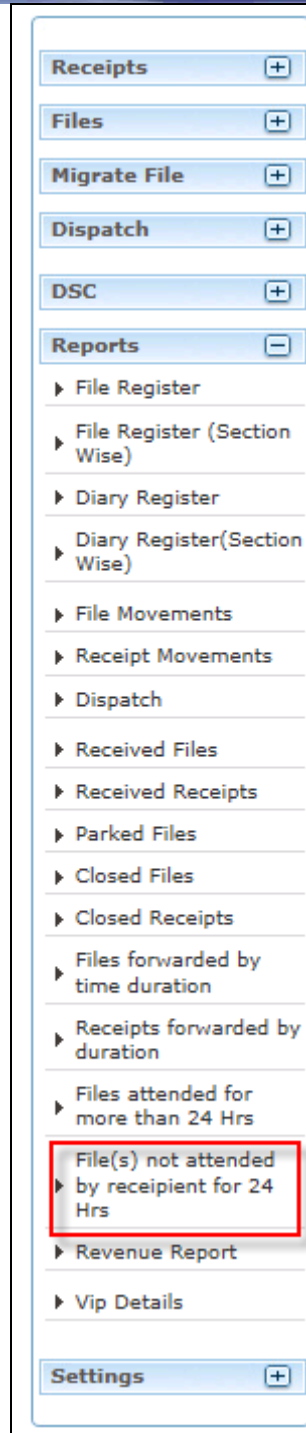 Receipts
Files
Migrate File
Dispatch
DSC
Reports
File Register
File Register (Section
Wise)
Diary Register
Diary Register(Section
Wise)
File Movements
Receipt Movements
Dispatch
Received Files
Received Receipts
Parked Files
Closed Files
Closed Receipts
Files forwarded by
time duration
Receipts forwarded by
duration
Files attended for
more than 24 Hrs
File(s) not attended
by receipient for 24
Hrs
Revenue Report
Vip Details
Settings